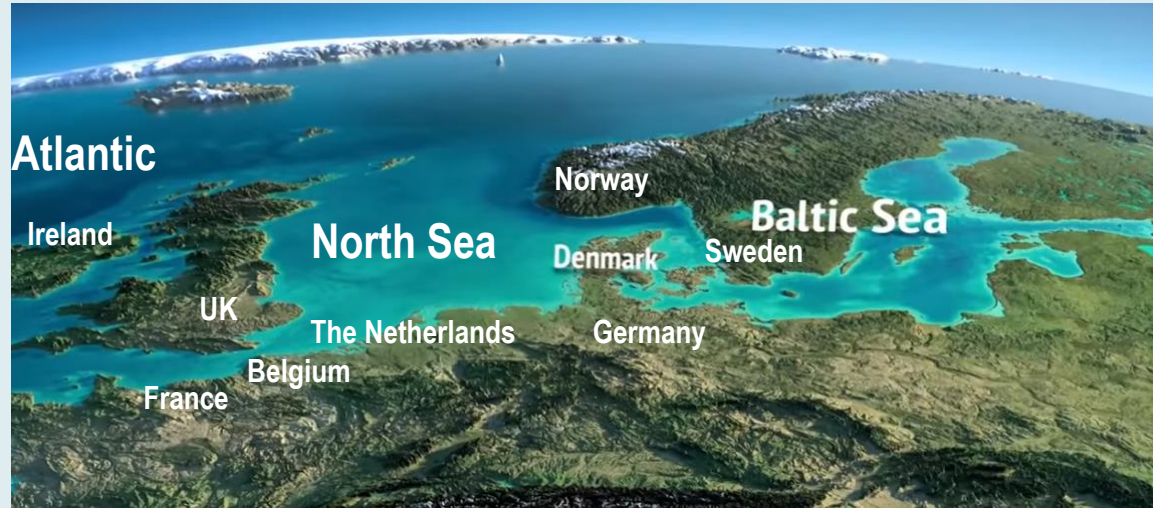 Atlantic
Norway
Baltic Sea
Ireland
North Sea
Denmark
Sweden
UK
The Netherlands
Germany
Belgium
France